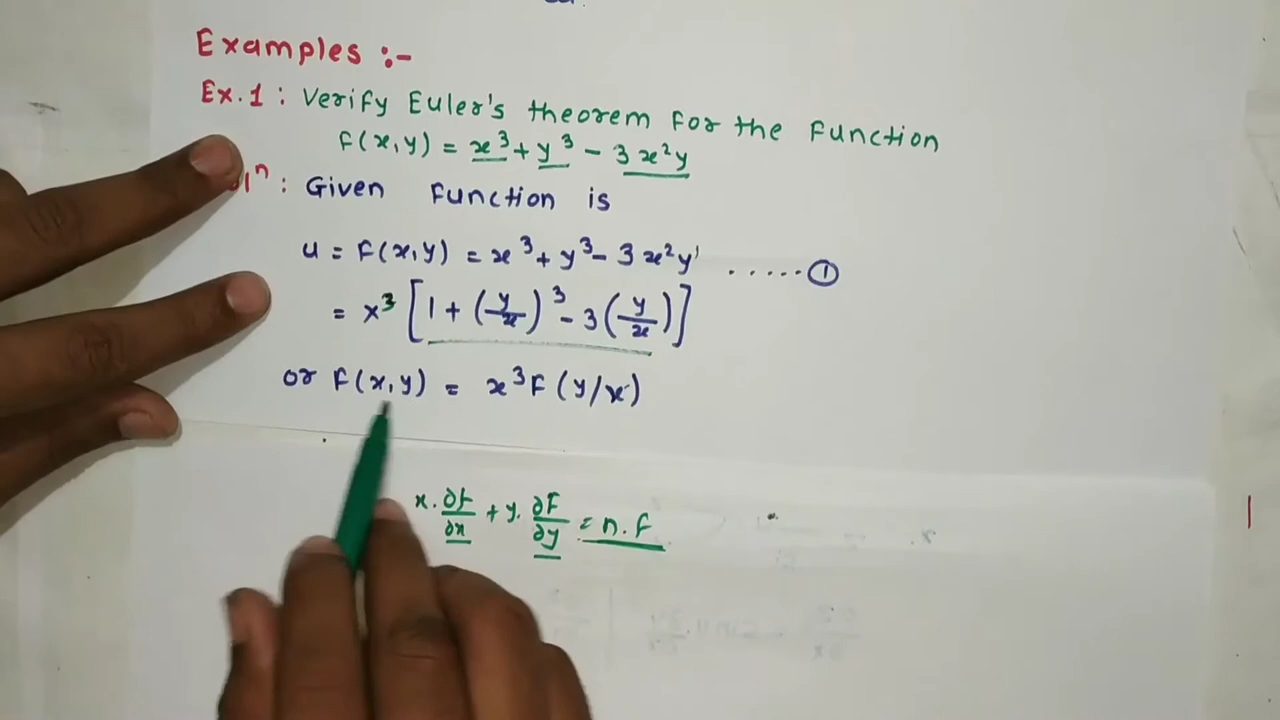 Examples :-
Ex.1 : Verify Euler's theorem for the function
f(x,y) = x³ + y³ - 3x²y
: Given function is
u = f(x,y) = x³ + y³ - 3x²y ...... ①
= x³ [1 + (y/x)³ - 3(y/x)]
or f(x,y) = x³ F(y/x)
x. ∂f/∂x + y. ∂F/∂y = n.f